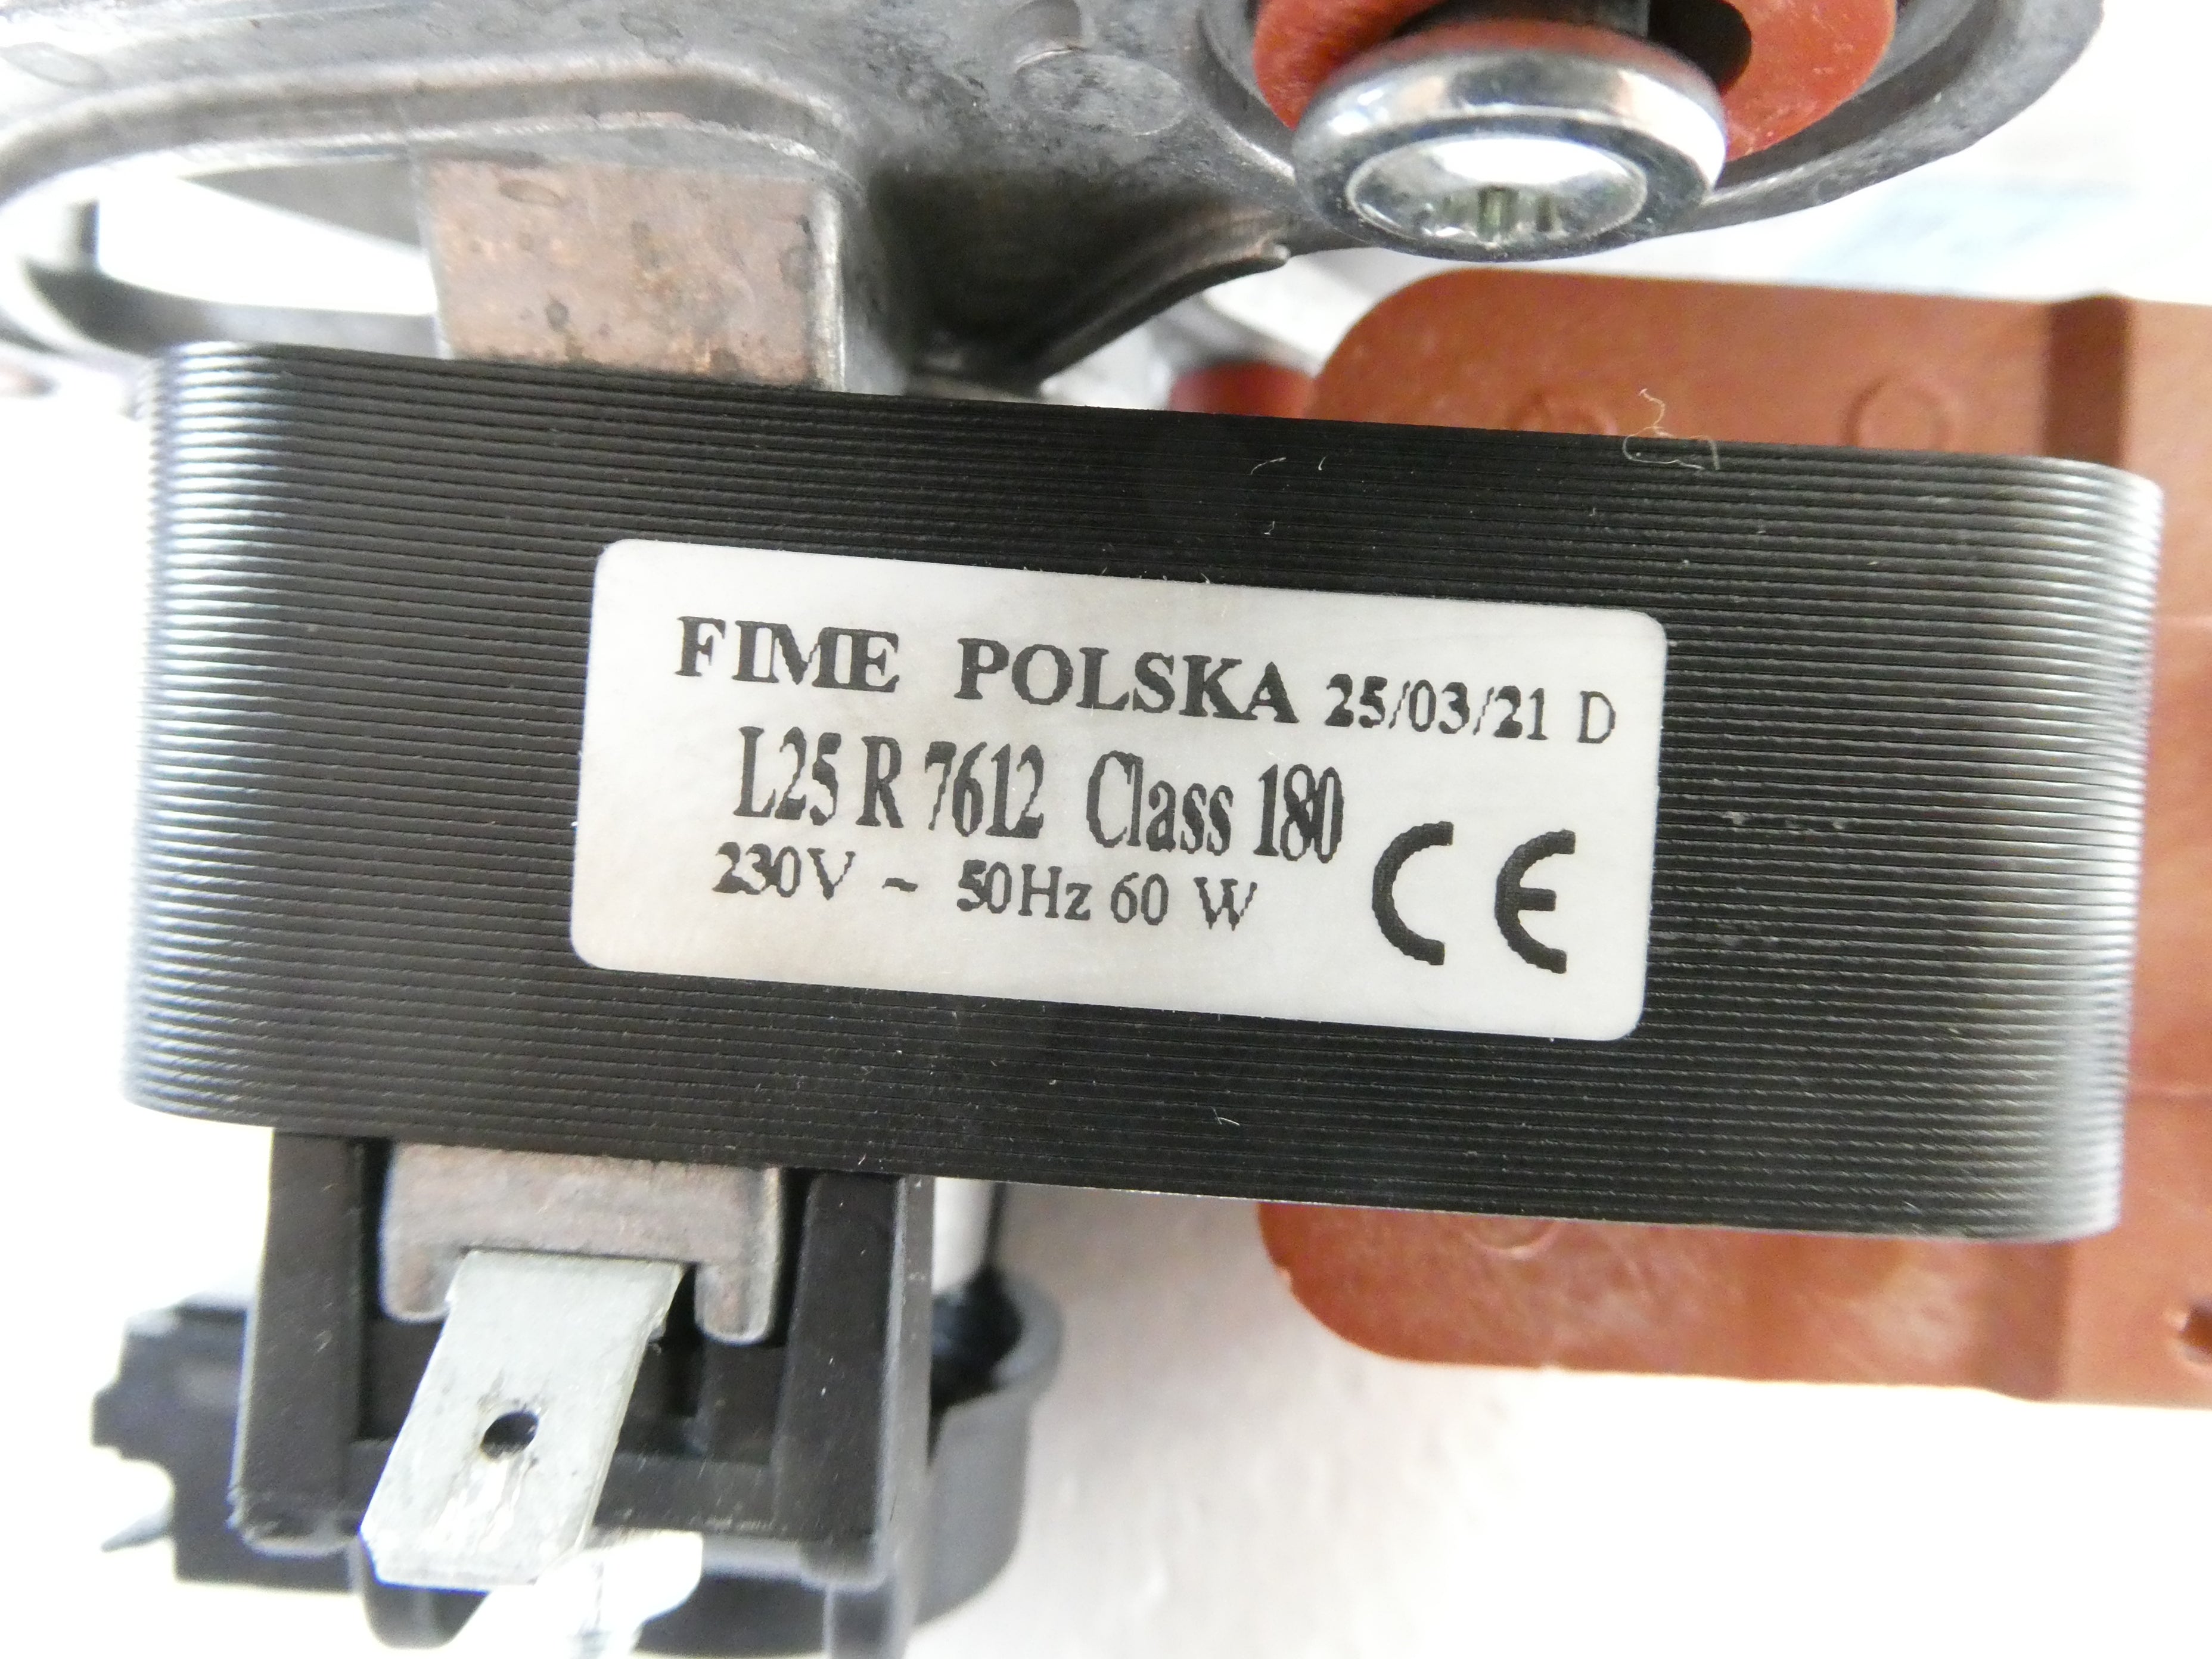 FIME POLSKA 25/03/21 D
L25 R 7612 Class 180
230V ~ 50Hz 60 W CE